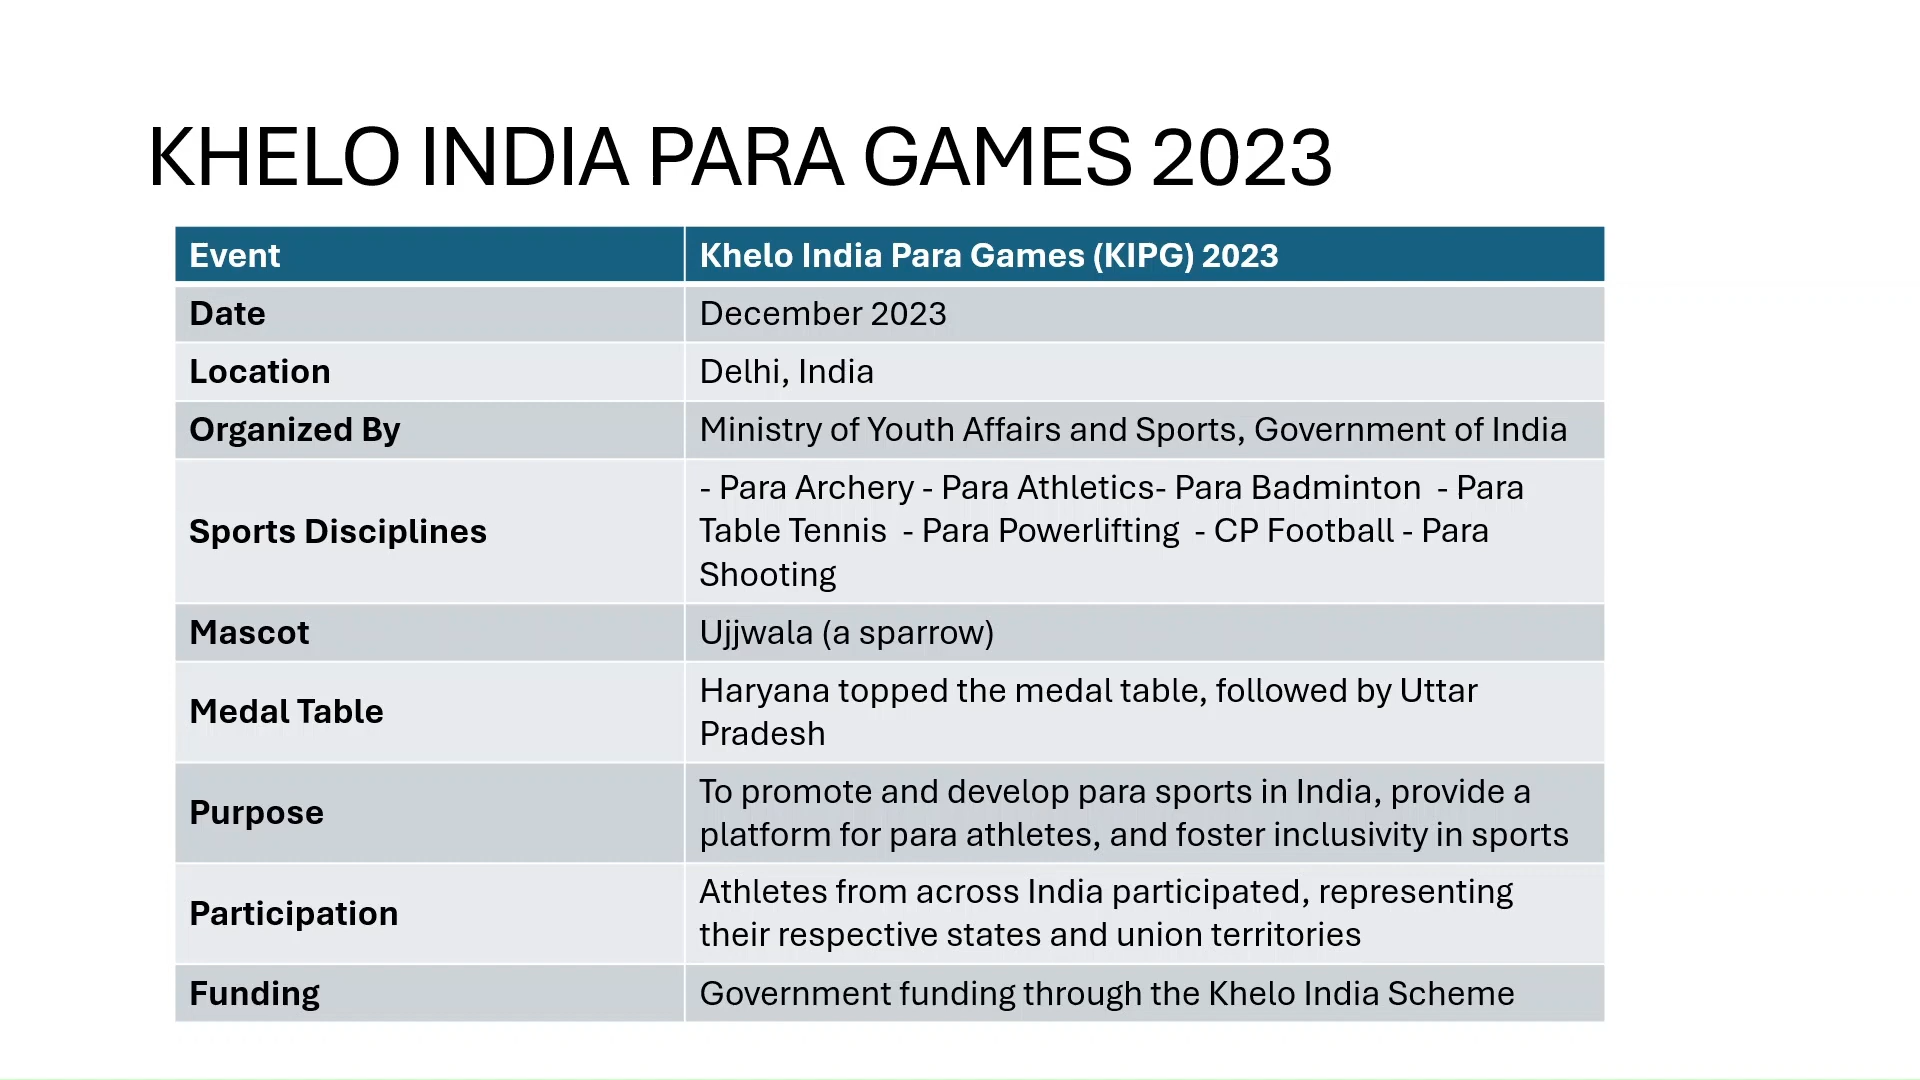 KHELO INDIA PARA GAMES 2023
Event
Khelo India Para Games (KIPG) 2023
Date
December 2023
Location
Delhi, India
Organized By
Ministry of Youth Affairs and Sports, Government of India
Sports Disciplines
- Para Archery - Para Athletics- Para Badminton  - Para
Table Tennis  - Para Powerlifting  - CP Football - Para
Shooting
Mascot
Ujjwala (a sparrow)
Medal Table
Haryana topped the medal table, followed by Uttar
Pradesh
Purpose
To promote and develop para sports in India, provide a
platform for para athletes, and foster inclusivity in sports
Participation
Athletes from across India participated, representing
their respective states and union territories
Funding
Government funding through the Khelo India Scheme